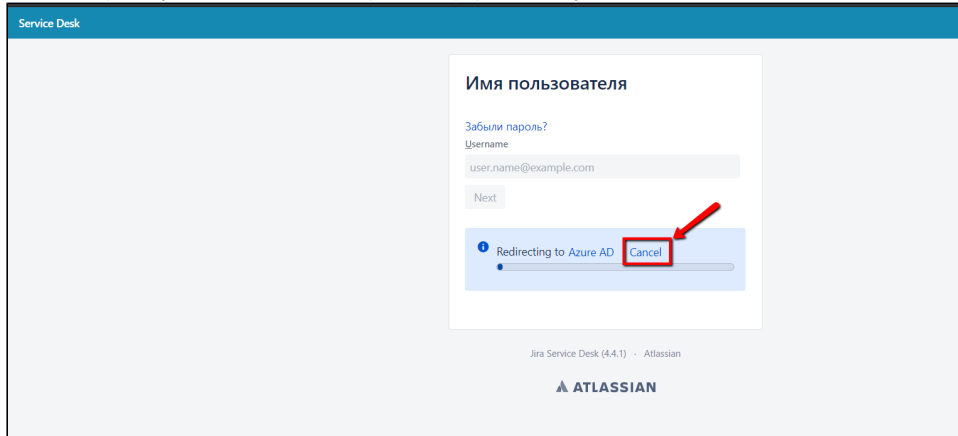 Service Desk
Имя пользователя
Забыли пароль?
Username
user.name@example.com
Next
Redirecting to Azure AD Cancel
Jira Service Desk (4.4.1) · Atlassian
ATLASSIAN